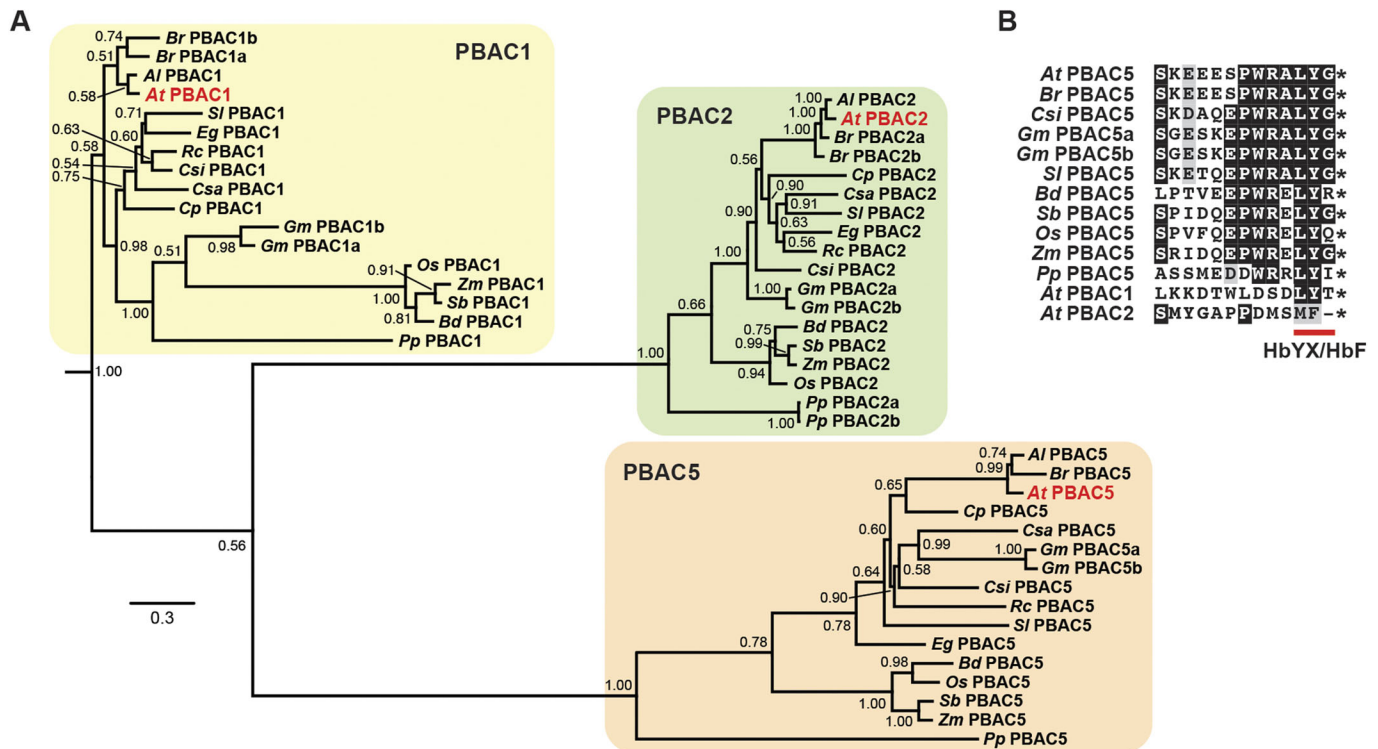 A
PBAC1
0.74
Br PBAC1b
0.51
Br PBAC1a
Al PBAC1
0.58
At PBAC1
0.71
Sl PBAC1
0.63
0.60
Eg PBAC1
0.58
Rc PBAC1
0.54
Csi PBAC1
0.75
Csa PBAC1
Cp PBAC1
0.98
0.51
0.98
Gm PBAC1b
Gm PBAC1a
0.91
Os PBAC1
Zm PBAC1
1.00
Sb PBAC1
1.00
0.81
Bd PBAC1
Pp PBAC1
1.00
0.56
0.3
PBAC2
1.00
Al PBAC2
1.00
At PBAC2
1.00
Br PBAC2a
Br PBAC2b
0.56
Cp PBAC2
0.90
Csa PBAC2
0.91
0.90
Sl PBAC2
0.63
Eg PBAC2
0.56
Rc PBAC2
1.00
Csi PBAC2
1.00
Gm PBAC2a
Gm PBAC2b
0.66
0.75
Bd PBAC2
0.99
Sb PBAC2
Zm PBAC2
0.94
Os PBAC2
1.00
Pp PBAC2a
1.00
Pp PBAC2b
PBAC5
0.74
Al PBAC5
0.99
Br PBAC5
0.65
At PBAC5
Cp PBAC5
0.60
Csa PBAC5
0.99
1.00
Gm PBAC5a
0.64
0.58
Gm PBAC5b
Csi PBAC5
0.90
Rc PBAC5
0.78
Sl PBAC5
0.78
Eg PBAC5
0.98
Bd PBAC5
Os PBAC5
1.00
1.00
Sb PBAC5
1.00
Zm PBAC5
Pp PBAC5
B
At PBAC5 SKEEESPWRALYG*
Br PBAC5 SKEEESPWRALYG*
Csi PBAC5 SKDAQEPWRALYG*
Gm PBAC5a SGESKEPWRALYG*
Gm PBAC5b SGESKEPWRALYG*
Sl PBAC5 SKETQEPWRALYG*
Bd PBAC5 LPTVEEPWRELYR*
Sb PBAC5 SPIDQEPWRELYG*
Os PBAC5 SPVFQEPWRELYQ*
Zm PBAC5 SRIDQEPWRELYG*
Pp PBAC5 ASSMEDDWRRLYI*
At PBAC1 LKKDTWLDSDLYT*
At PBAC2 SMYGAPPDMSMF-*
HbYX/HbF